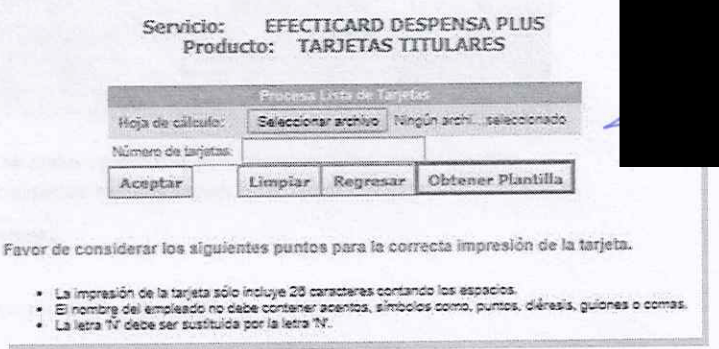 Servicio: EFECTICARD DESPENSA PLUS
Producto: TARJETAS TITULARES
Procesa Lista de Tarjetas
Hoja de cálculo: Seleccionar archivo Ningún archi...seleccionado
Número de tarjetas:
Aceptar Limpiar Regresar Obtener Plantilla
Favor de considerar los siguientes puntos para la correcta impresión de la tarjeta.
• La impresión de la tarjeta sólo incluye 26 caracteres contando los espacios.
• El nombre del empleado no debe contener acentos, símbolos como, puntos, diéresis, guiones o comas.
• La letra 'Ñ' debe ser sustituida por la letra 'N'.